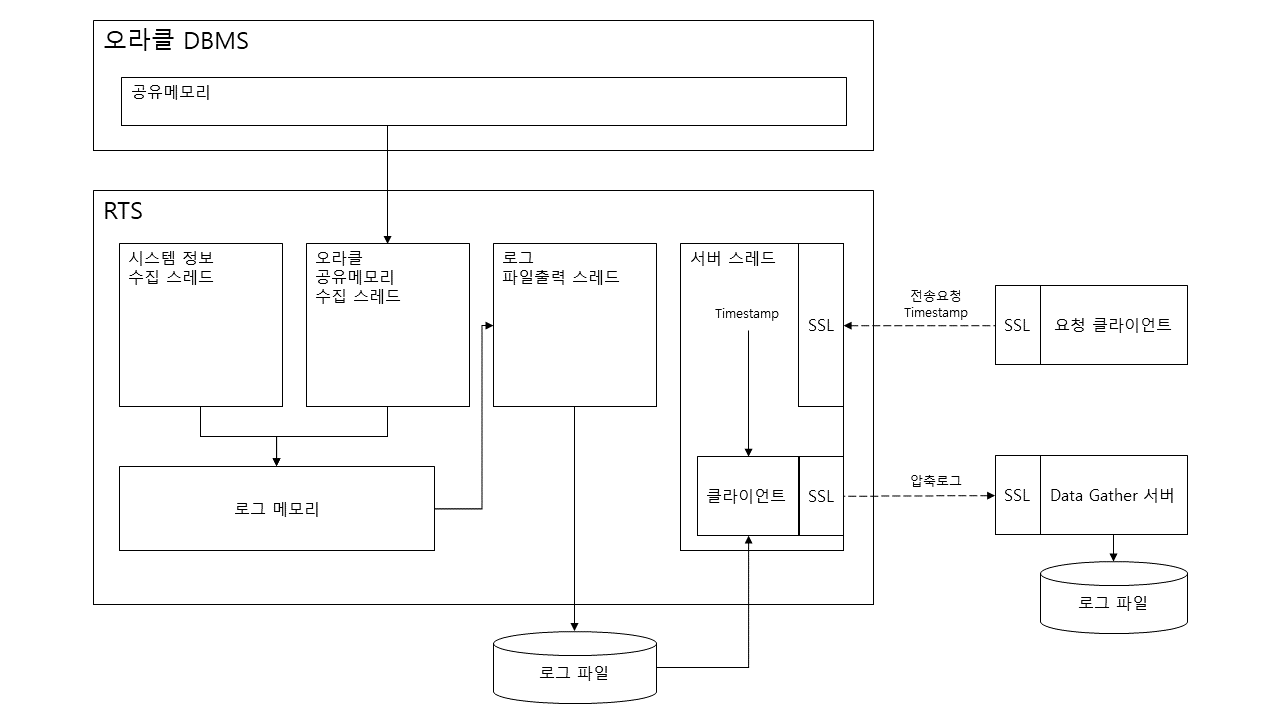 오라클 DBMS
공유메모리
RTS
시스템 정보
수집 스레드
오라클
공유메모리
수집 스레드
로그
파일출력 스레드
서버 스레드
Timestamp
SSL
전송요청
Timestamp
SSL
요청 클라이언트
로그 메모리
클라이언트
SSL
압축로그
SSL
Data Gather 서버
로그 파일
로그 파일